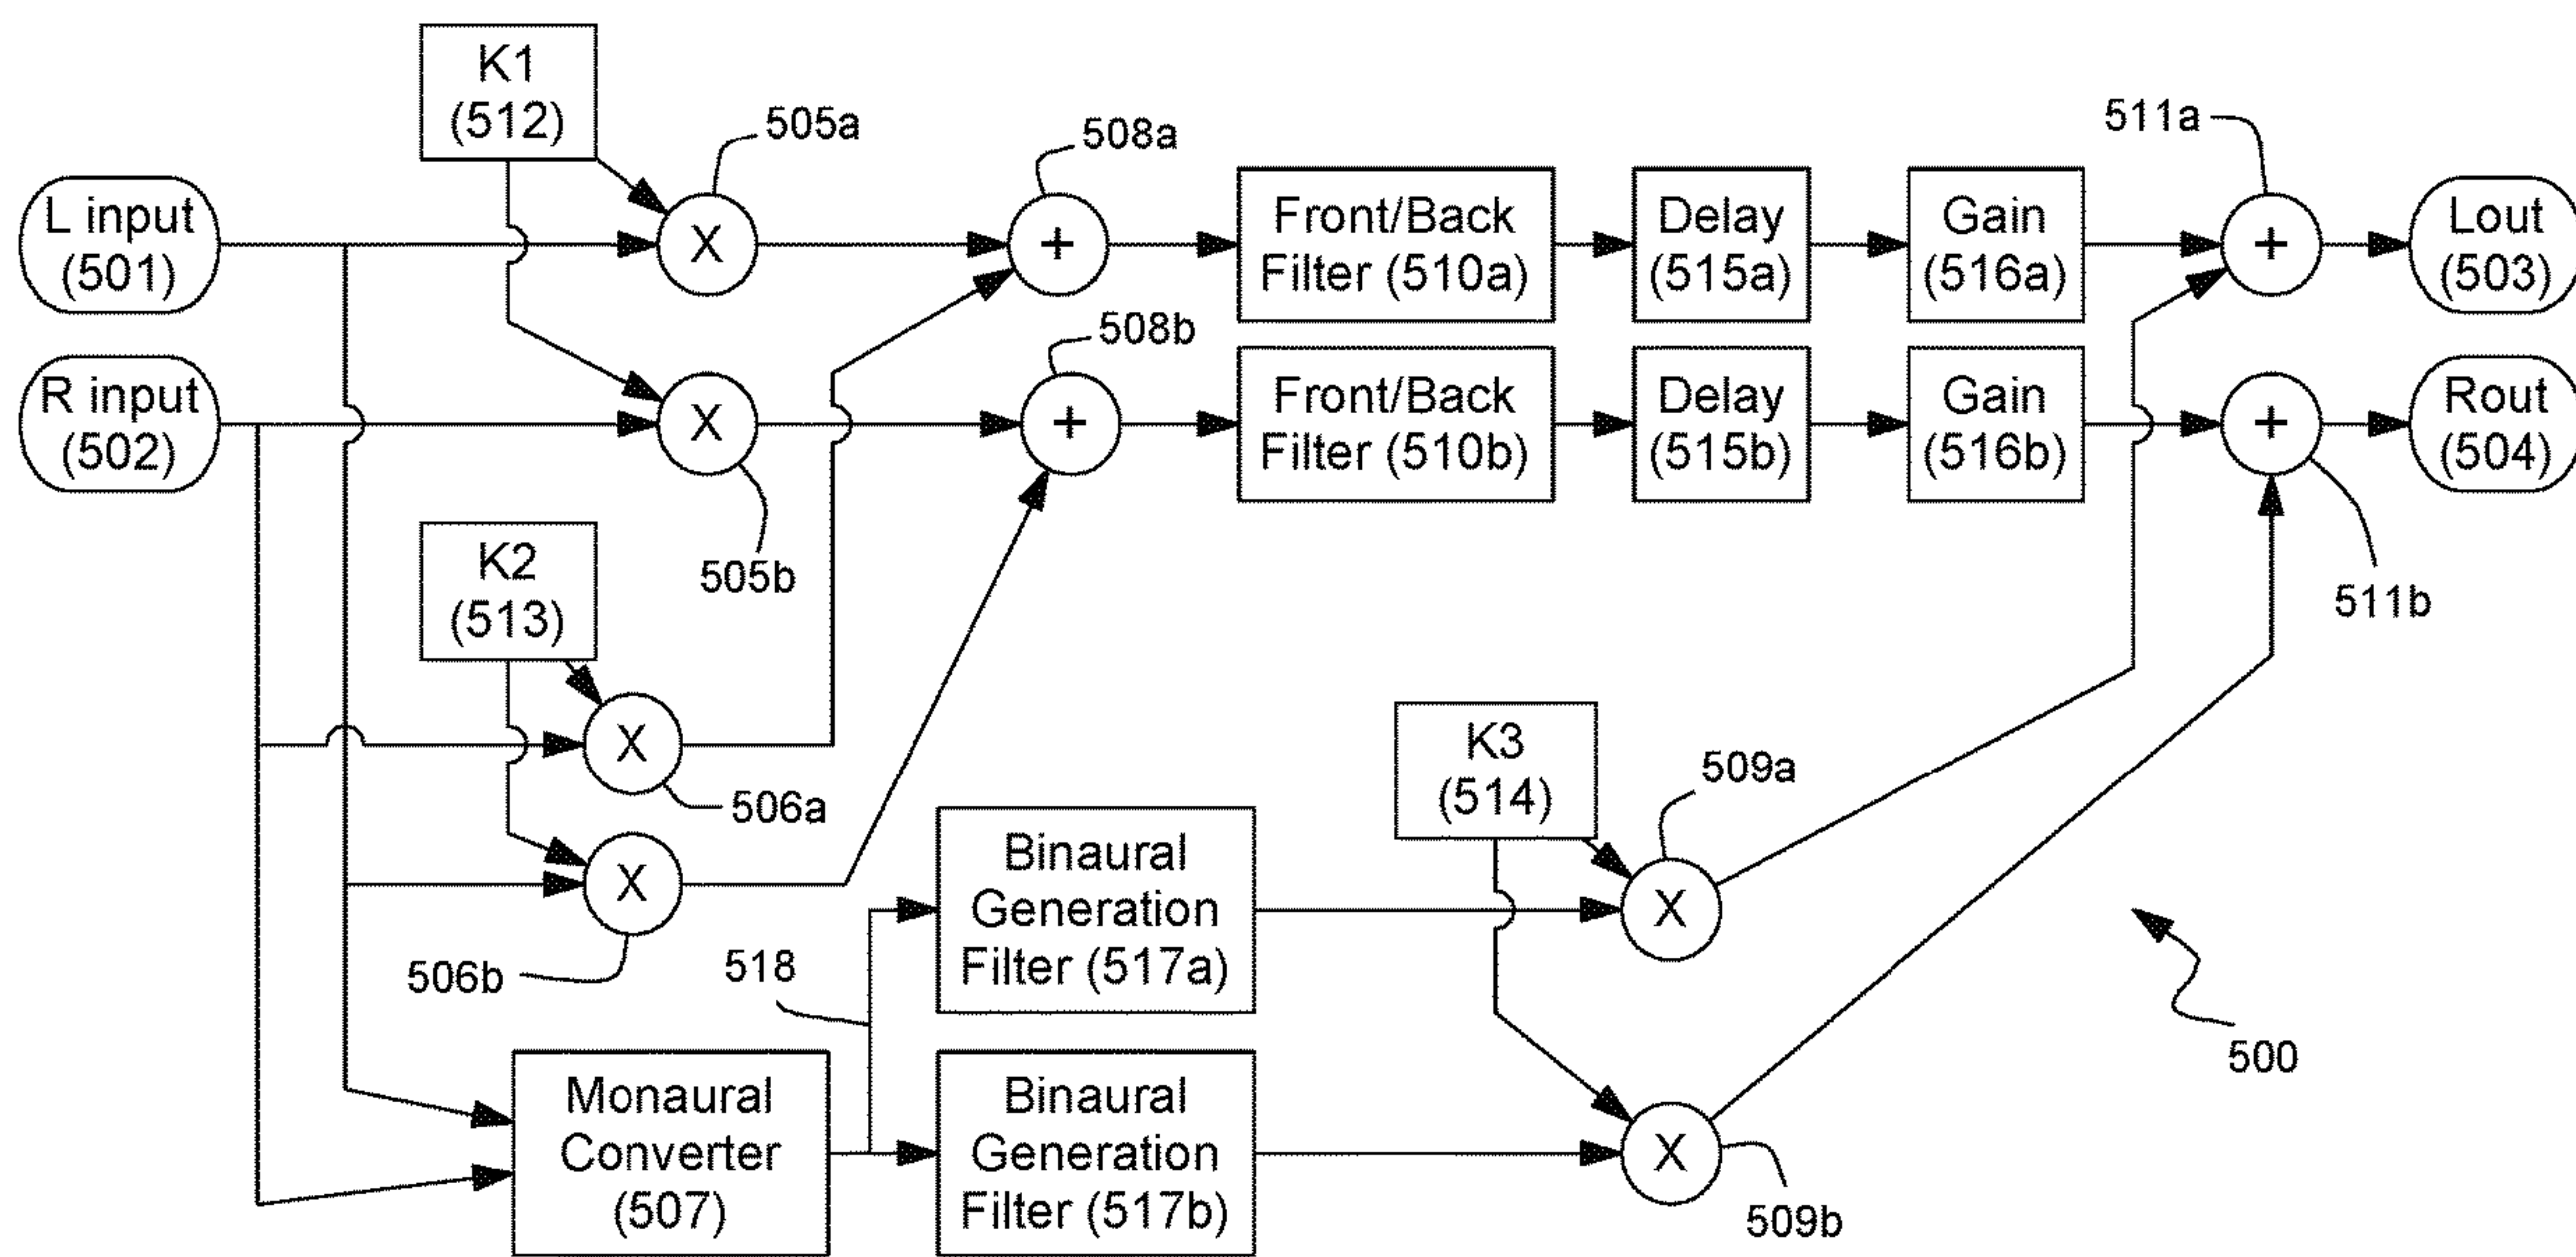 K1
(512)
505a
508a
511a
L input
(501)
X
+
Front/Back
Filter (510a)
Delay
(515a)
Gain
(516a)
+
Lout
(503)
508b
R input
(502)
X
+
Front/Back
Filter (510b)
Delay
(515b)
Gain
(516b)
+
Rout
(504)
505b
511b
K2
(513)
X
506a
K3
(514)
509a
X
506b
518
Binaural
Generation
Filter (517a)
X
500
Monaural
Converter
(507)
Binaural
Generation
Filter (517b)
X
509b